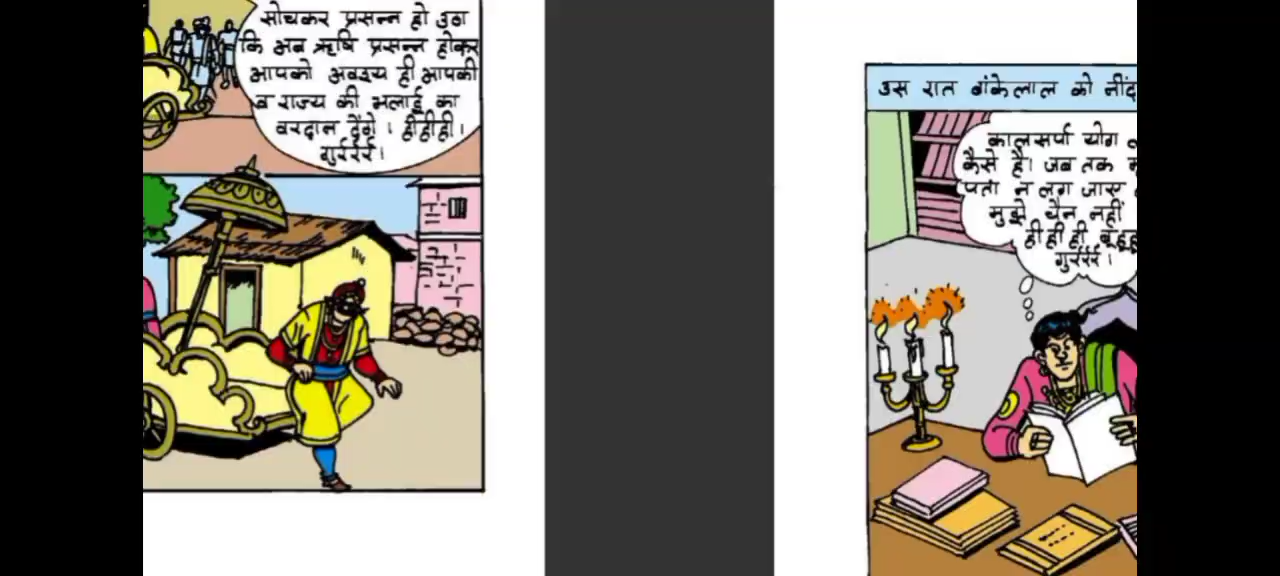 सोचकर प्रसन्न हो उठा
कि अब ऋषि प्रसन्न होकर
आपको अवश्य ही आपकी
व राज्य की भलाई का
वरदान देंगे। हीहीही।
गुर्रर्रर्र।
उस रात बांकेलाल को नींद
कालसर्पा योग
कैसे है। जब तक
पता न लग जाए
मुझे चैन नहीं
ही ही ही
गुर्रर्रर्र।